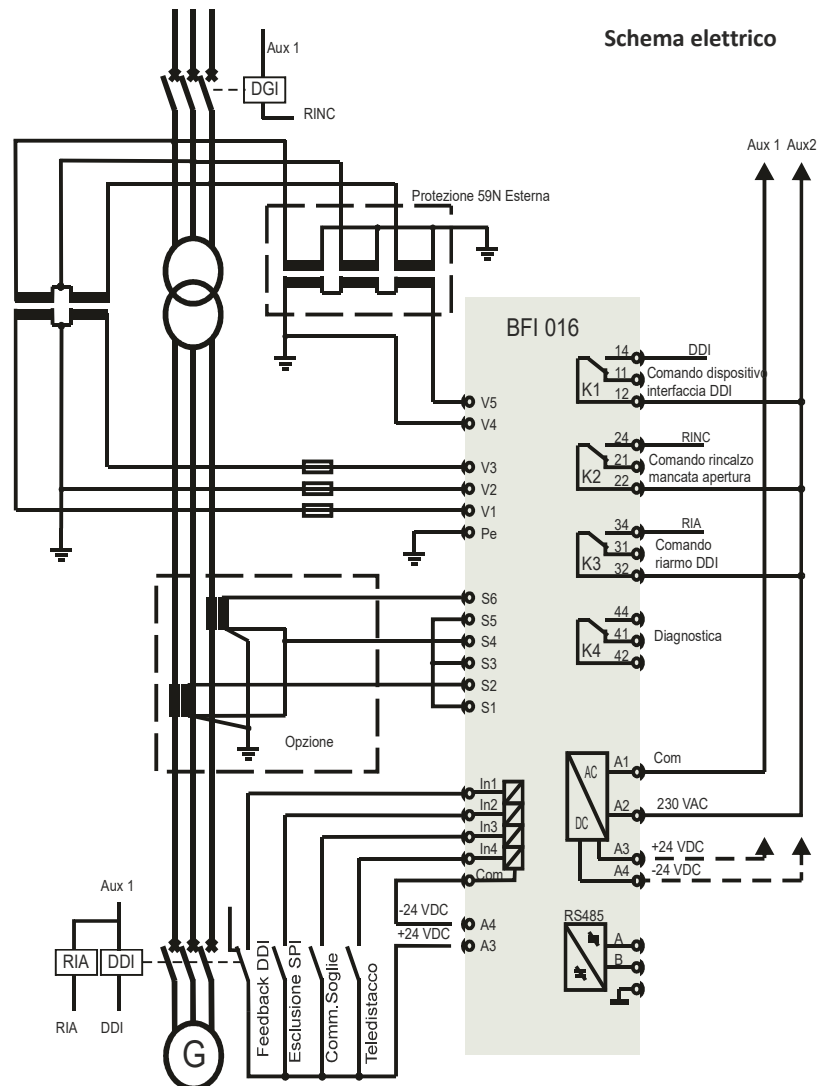 Schema elettrico
Aux 1
DGI
RINC
Aux 1 Aux2
Protezione 59N Esterna
BFI 016
14 DDI
11 Comando dispositivo
K1 interfaccia DDI
12
V5
V4
24 RINC
21 Comando rincalzo
K2 mancata apertura
22
V3
V2
V1
Pe
34 RIA
31 Comando
K3 riarmo DDI
32
S6
S5
S4
S3
S2
S1
44
41 Diagnostica
K4
42
Opzione
A1 Com
AC
DC
A2 230 VAC
A3 +24 VDC
A4 -24 VDC
In1
In2
In3
In4
Com
-24 VDC A4
+24 VDC A3
RS485
A
B
Aux 1
RIA DDI
RIA DDI
G
Feedback DDI
Esclusione SPI
Comm.Soglie
Teledistacco